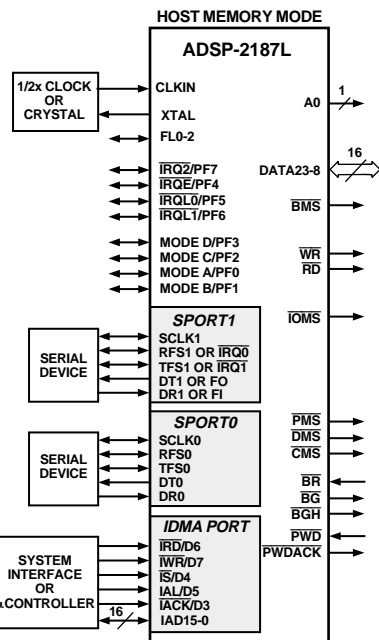 HOST MEMORY MODE
ADSP-2187L
1/2x CLOCK
OR
CRYSTAL
CLKIN
XTAL
FL0-2
IRQ2/PF7
IRQE/PF4
IRQL0/PF5
IRQL1/PF6
MODE D/PF3
MODE C/PF2
MODE A/PF0
MODE B/PF1
SPORT1
SERIAL
DEVICE
SCLK1
RFS1 OR IRQ0
TFS1 OR IRQ1
DT1 OR FO
DR1 OR FI
SPORT0
SERIAL
DEVICE
SCLK0
RFS0
TFS0
DT0
DR0
IDMA PORT
SYSTEM
INTERFACE
OR
CONTROLLER
IRD/D6
IWR/D7
IS/D4
IAL/D5
IACK/D3
16
IAD15-0
1
A0
16
DATA23-8
BMS
WR
RD
IOMS
PMS
DMS
CMS
BR
BG
BGH
PWD
PWDACK